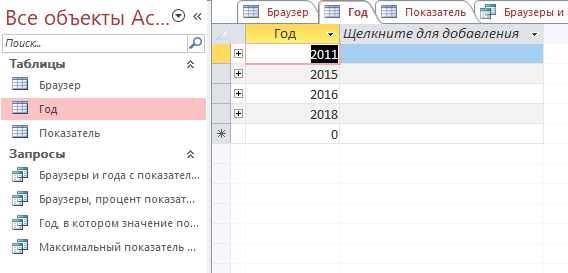 Все объекты Ac...
Поиск...
Таблицы
Браузер
Год
Показатель
Запросы
Браузеры и года с показател...
Браузеры, процент показат...
Год, в котором значение по...
Максимальный показатель ...
Браузер
Год
Показатель
Браузеры и
Год
Щелкните для добавления
2011
2015
2016
2018
0